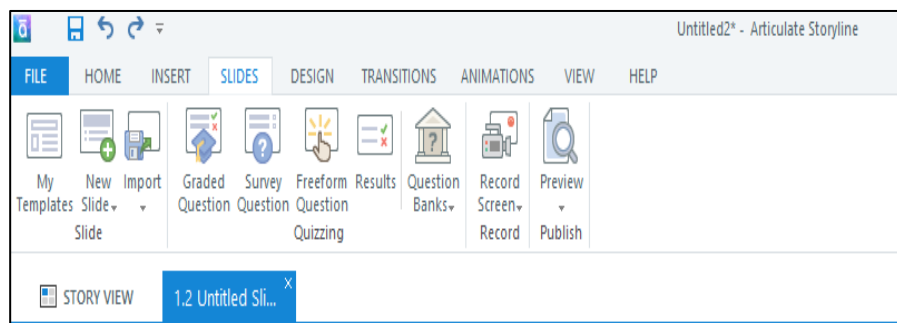 Untitled2* - Articulate Storyline
FILE HOME INSERT SLIDES DESIGN TRANSITIONS ANIMATIONS VIEW HELP
My New Import Graded Survey Freeform Results Question Record Preview
Templates Slide Question Question Question Banks Screen
Slide Quizzing Record Publish
STORY VIEW 1.2 Untitled Sli... X